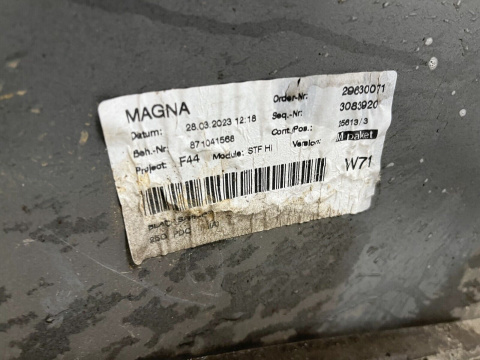 MAGNA
Datum: 28.03.2023 12:18
Beh.-Nr: 871041568
Project: F44 Module: STF HI
Order-Nr: 29630071
Seq.-Nr: 3083920
Cont./Pos.: 15613/3
Version: M paket
W71